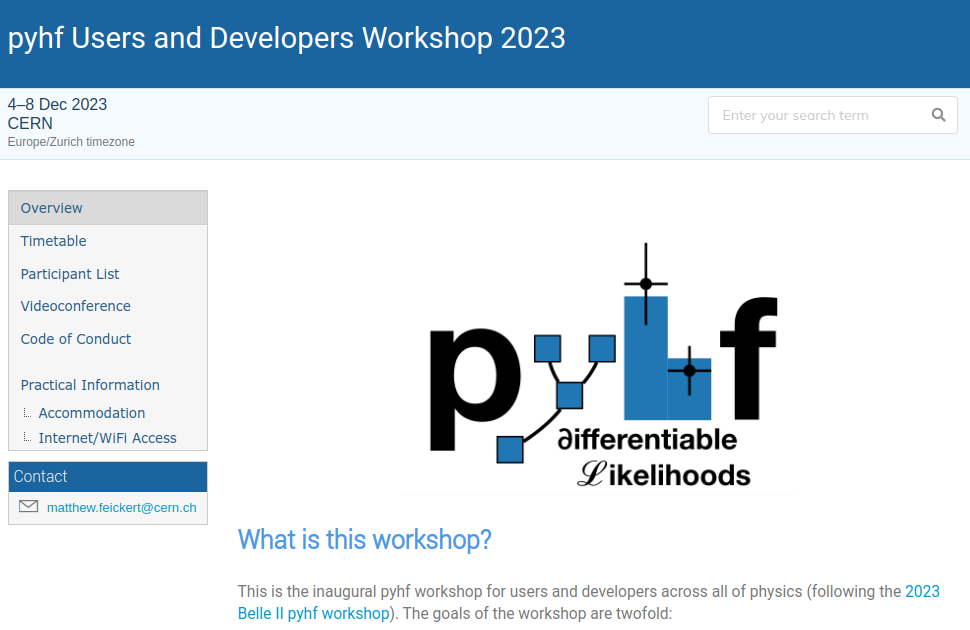 pyhf Users and Developers Workshop 2023
4–8 Dec 2023
CERN
Europe/Zurich timezone
Enter your search term
Overview
Timetable
Participant List
Videoconference
Code of Conduct
Practical Information
Accommodation
Internet/WiFi Access
Contact
matthew.feickert@cern.ch
pyhf
∂ifferentiable
ℒikelihoods
What is this workshop?
This is the inaugural pyhf workshop for users and developers across all of physics (following the 2023
Belle II pyhf workshop). The goals of the workshop are twofold: